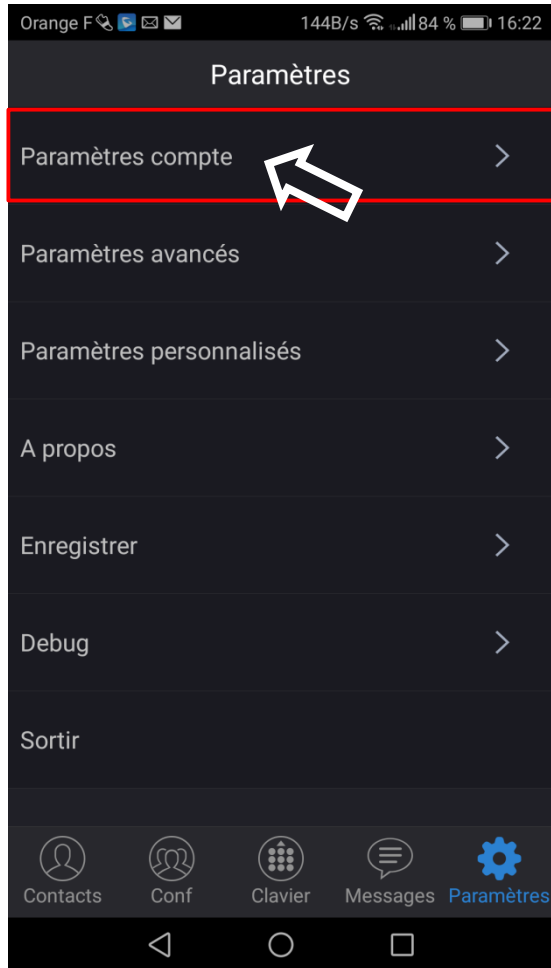 Orange F 144B/s 84 % 16:22
Paramètres
Paramètres compte
Paramètres avancés
Paramètres personnalisés
A propos
Enregistrer
Debug
Sortir
Contacts Conf Clavier Messages Paramètres